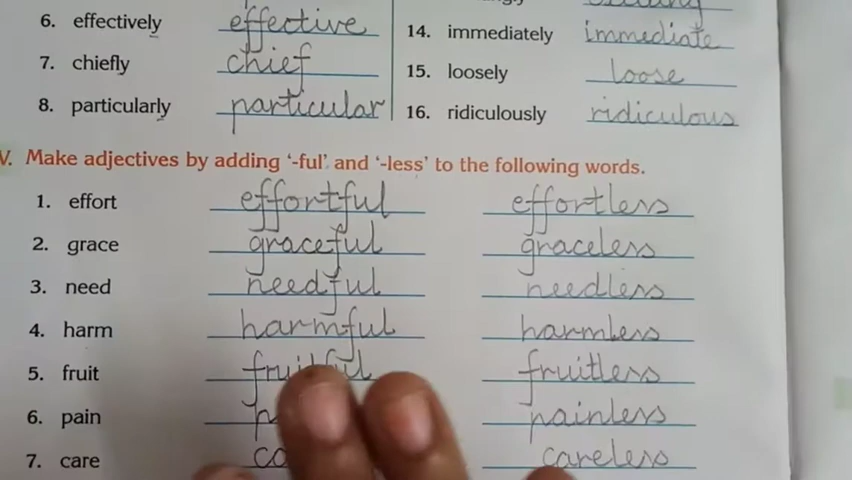 6. effectively effective
7. chiefly chief
8. particularly particular
14. immediately immediate
15. loosely loose
16. ridiculously ridiculous
V. Make adjectives by adding ‘-ful’ and ‘-less’ to the following words.
1. effort effortful effortless
2. grace graceful graceless
3. need needful needless
4. harm harmful harmless
5. fruit fruitful fruitless
6. pain painless
7. care careless